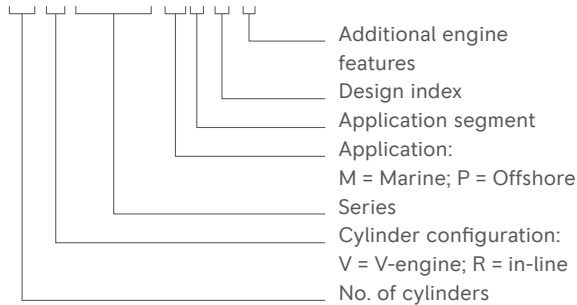 Additional engine
features
Design index
Application segment
Application:
M = Marine; P = Offshore
Series
Cylinder configuration:
V = V-engine; R = in-line
No. of cylinders